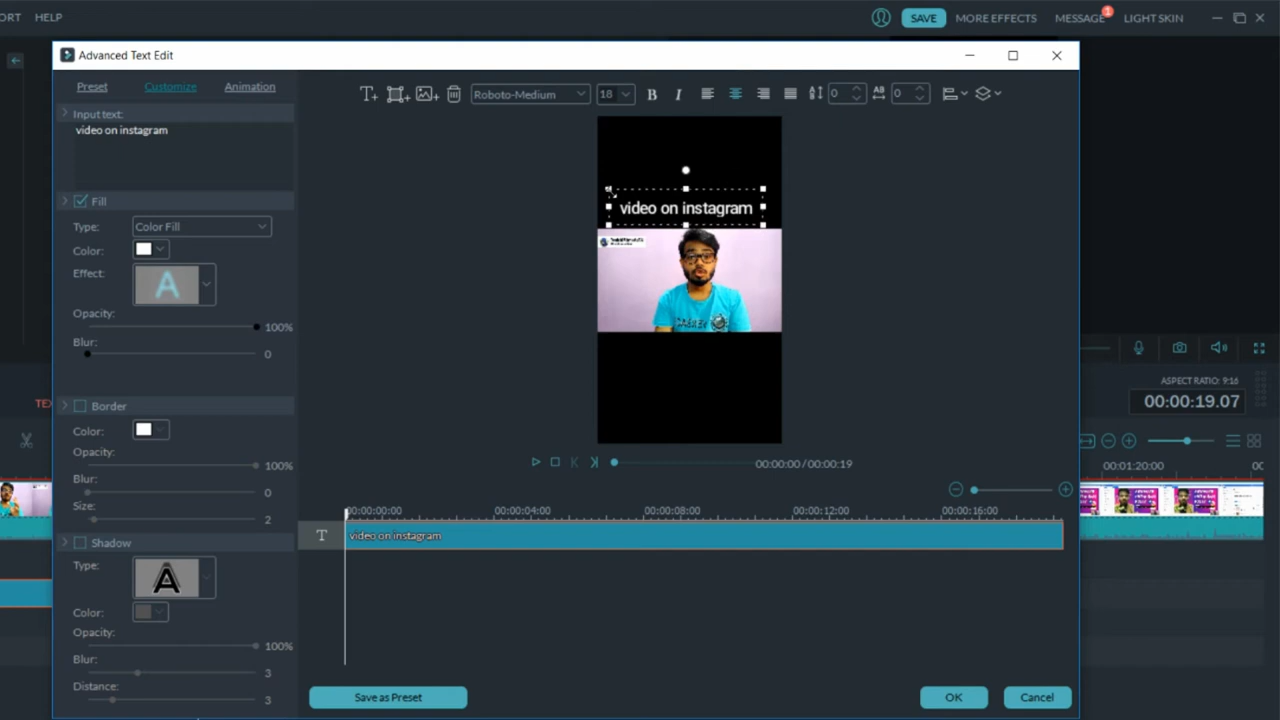 ORT HELP
SAVE MORE EFFECTS MESSAGE 1 LIGHT SKIN
Advanced Text Edit
Preset Customize Animation
Roboto-Medium 18 B I 0 AB 0
Input text:
video on instagram
Fill
Type: Color Fill
Color:
Effect: A
Opacity:
100%
Blur:
0
Border
Color:
Opacity:
100%
Blur:
0
Size:
2
Shadow
Type: A
Color:
Opacity:
100%
Blur:
3
Distance:
3
video on instagram
00:00:00 / 00:00:19
00:00:00:00 00:00:04:00 00:00:08:00 00:00:12:00 00:00:16:00
T video on instagram
Save as Preset OK Cancel
ASPECT RATIO: 9:16
00:00:19.07
00:01:20:00 00
TEX